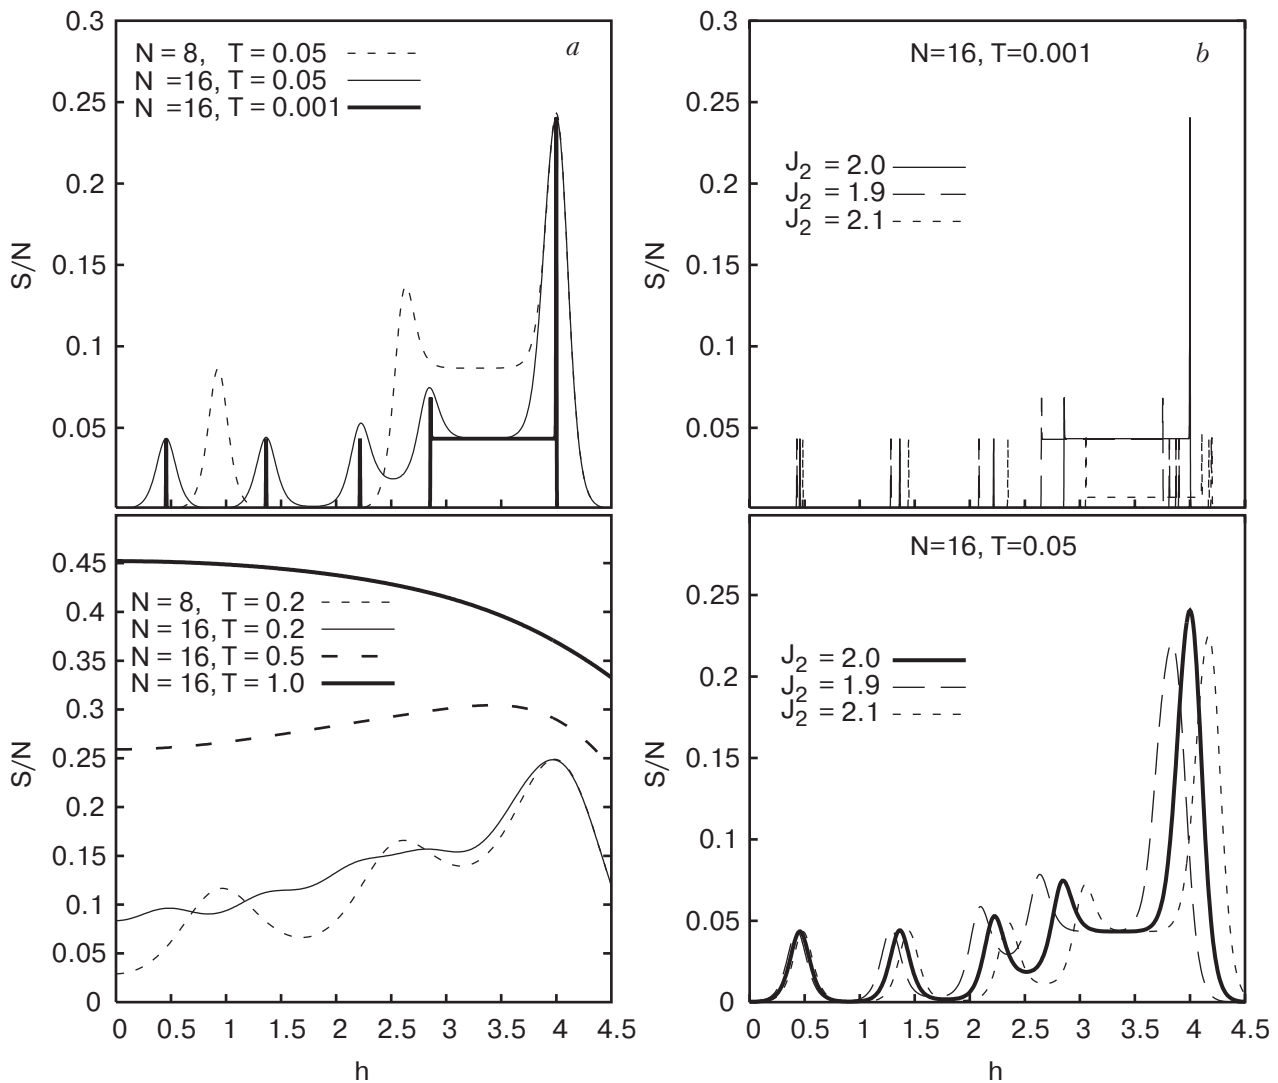 0.3
0.25
0.2
0.15
0.1
0.05
S/N
N = 8, T = 0.05
N =16, T = 0.05
N =16, T = 0.001
a
0.3
0.25
0.2
0.15
0.1
0.05
S/N
N=16, T=0.001
b
J2 = 2.0
J2 = 1.9
J2 = 2.1
0.45
0.4
0.35
0.3
0.25
0.2
0.15
0.1
0.05
0
S/N
N = 8, T = 0.2
N = 16, T = 0.2
N = 16, T = 0.5
N = 16, T = 1.0
0 0.5 1 1.5 2 2.5 3 3.5 4 4.5
h
0.25
0.2
0.15
0.1
0.05
0
S/N
N=16, T=0.05
J2 = 2.0
J2 = 1.9
J2 = 2.1
0 0.5 1 1.5 2 2.5 3 3.5 4 4.5
h